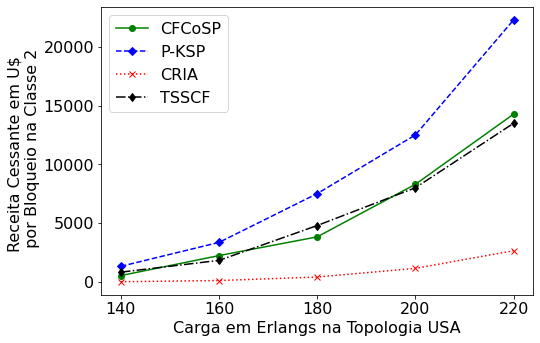 CFCoSP
P-KSP
CRIA
TSSCF
Receita Cessante em U$
por Bloqueio na Classe 2
20000
15000
10000
5000
0
140 160 180 200 220
Carga em Erlangs na Topologia USA